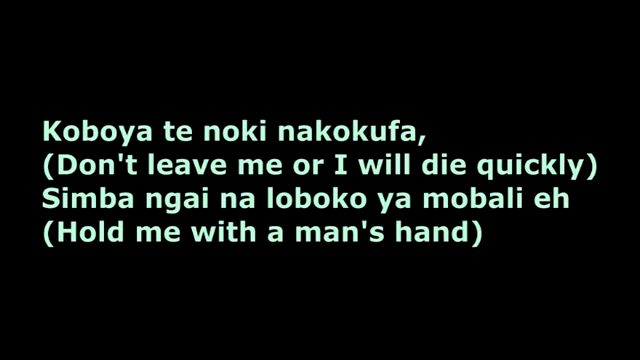 Koboya te noki nakokufa,
(Don't leave me or I will die quickly)
Simba ngai na loboko ya mobali eh
(Hold me with a man's hand)